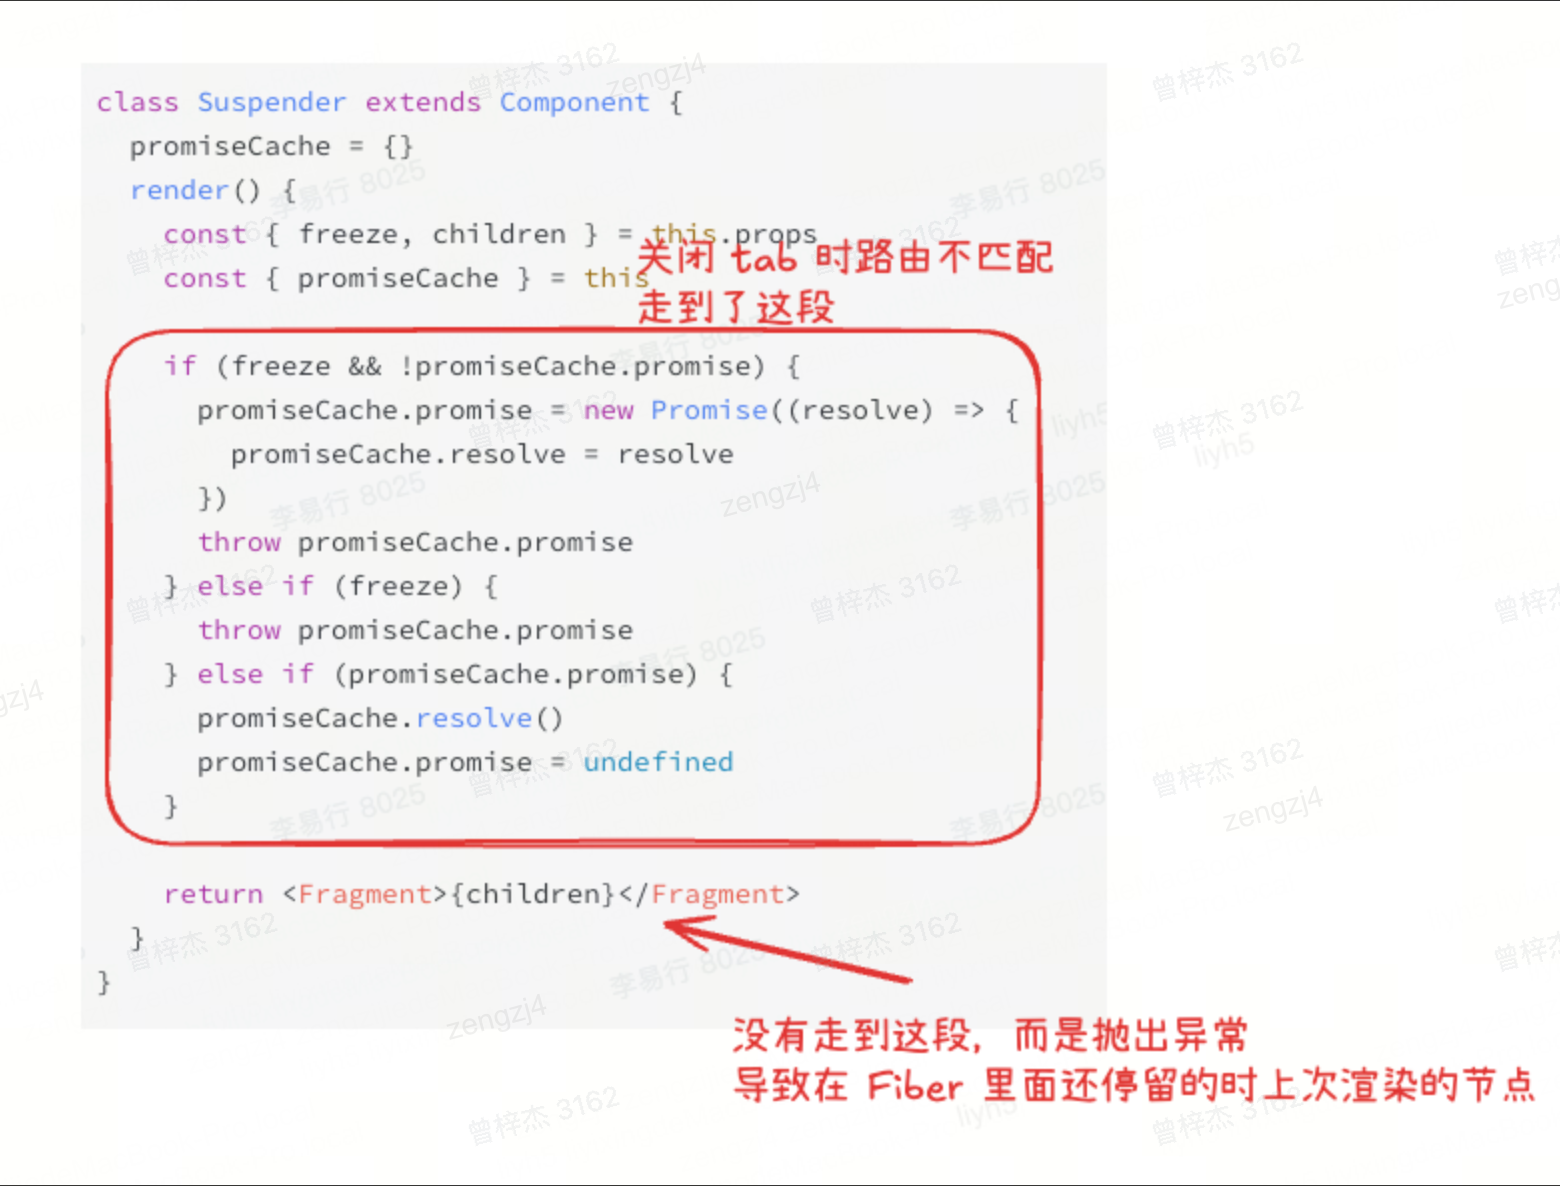 class Suspender extends Component {
promiseCache = {}
render() {
const { freeze, children } = this.props
const { promiseCache } = this
关闭 tab 时路由不匹配
走到了这段
if (freeze && !promiseCache.promise) {
promiseCache.promise = new Promise((resolve) => {
promiseCache.resolve = resolve
})
throw promiseCache.promise
} else if (freeze) {
throw promiseCache.promise
} else if (promiseCache.promise) {
promiseCache.resolve()
promiseCache.promise = undefined
}
return <Fragment>{children}</Fragment>
}
}
没有走到这段，而是抛出异常
导致在 Fiber 里面还停留的时上次渲染的节点
曾梓杰 3162
zengzj4
李易行 8025
liyh5